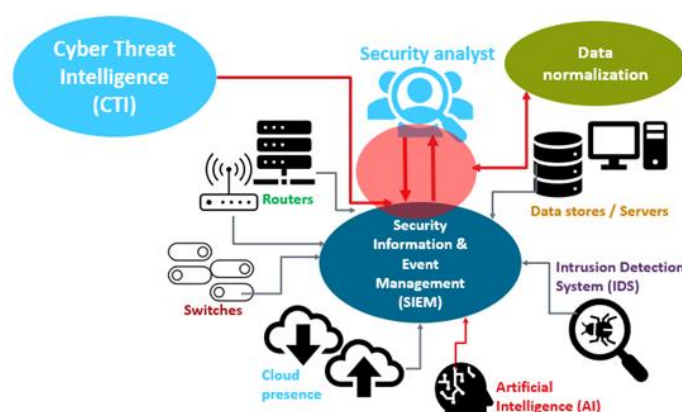 Cyber Threat
Intelligence
(CTI)
Security analyst
Data
normalization
Routers
Data stores / Servers
Security
Information &
Event
Management
(SIEM)
Intrusion Detection
System (IDS)
Switches
Cloud
presence
Artificial
Intelligence (AI)